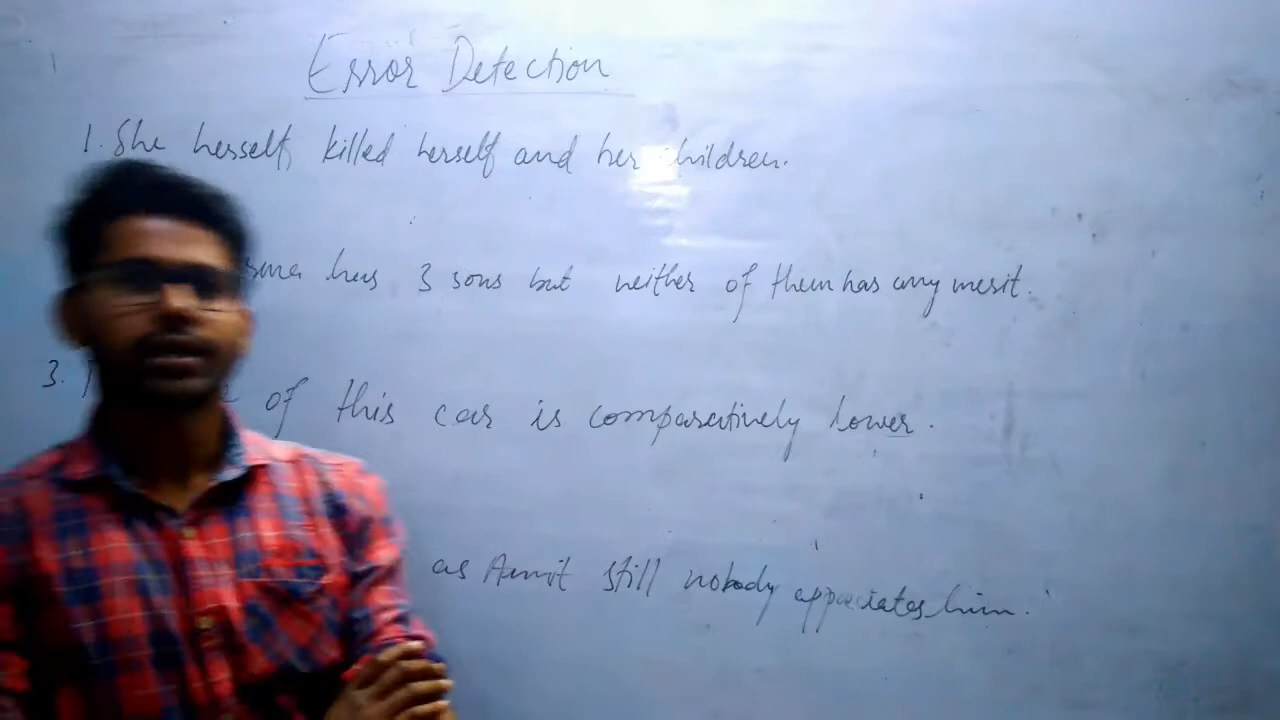 Error Detection
1. She herself killed herself and her children.
has 3 sons but neither of them has any merit.
3. of this car is comparatively lower.
as Amit still nobody appreciates him.